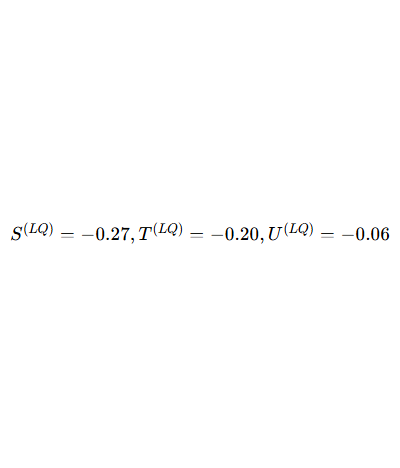 S^{(LQ)} = −0.27, T^{(LQ)} = −0.20, U^{(LQ)} = −0.06